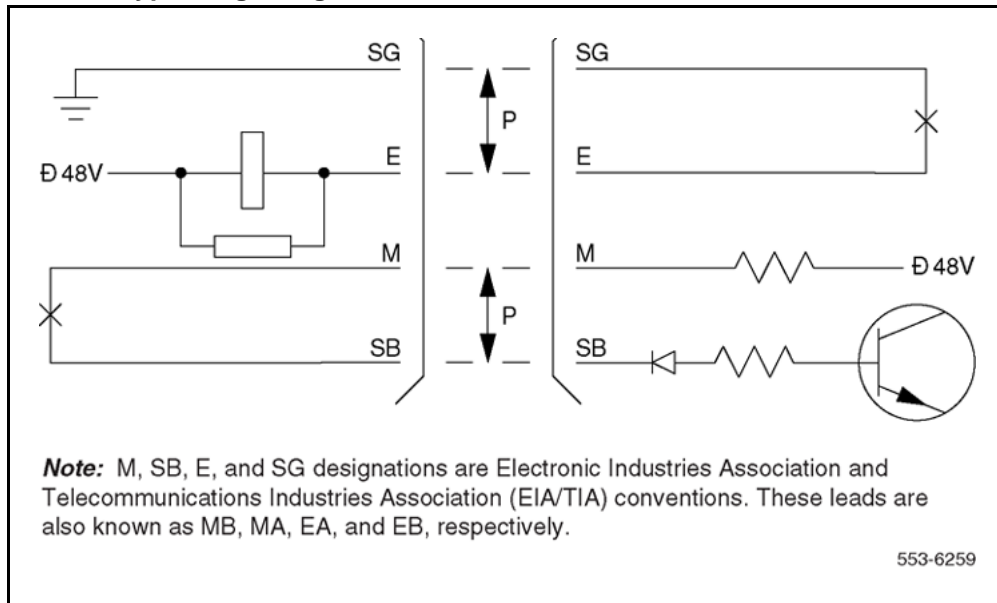 SG
SG
P
Ð 48V
E
E
M
M
Ð 48V
P
SB
SB
Note: M, SB, E, and SG designations are Electronic Industries Association and
Telecommunications Industries Association (EIA/TIA) conventions. These leads are
also known as MB, MA, EA, and EB, respectively.
553-6259